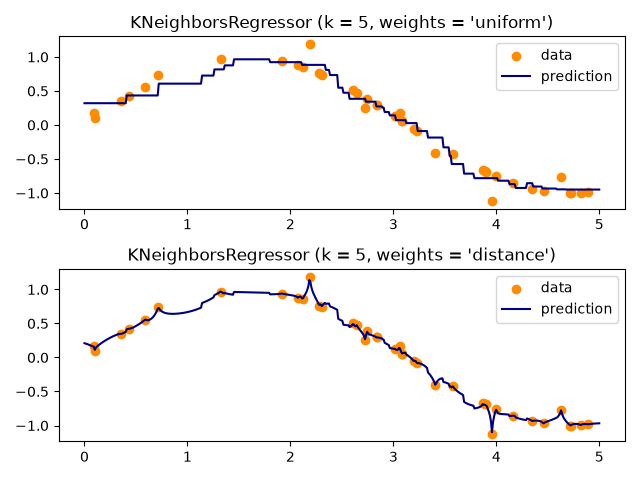 KNeighborsRegressor (k = 5, weights = 'uniform')
1.0
0.5
0.0
−0.5
−1.0
data
prediction
0 1 2 3 4 5
KNeighborsRegressor (k = 5, weights = 'distance')
1.0
0.5
0.0
−0.5
−1.0
data
prediction
0 1 2 3 4 5